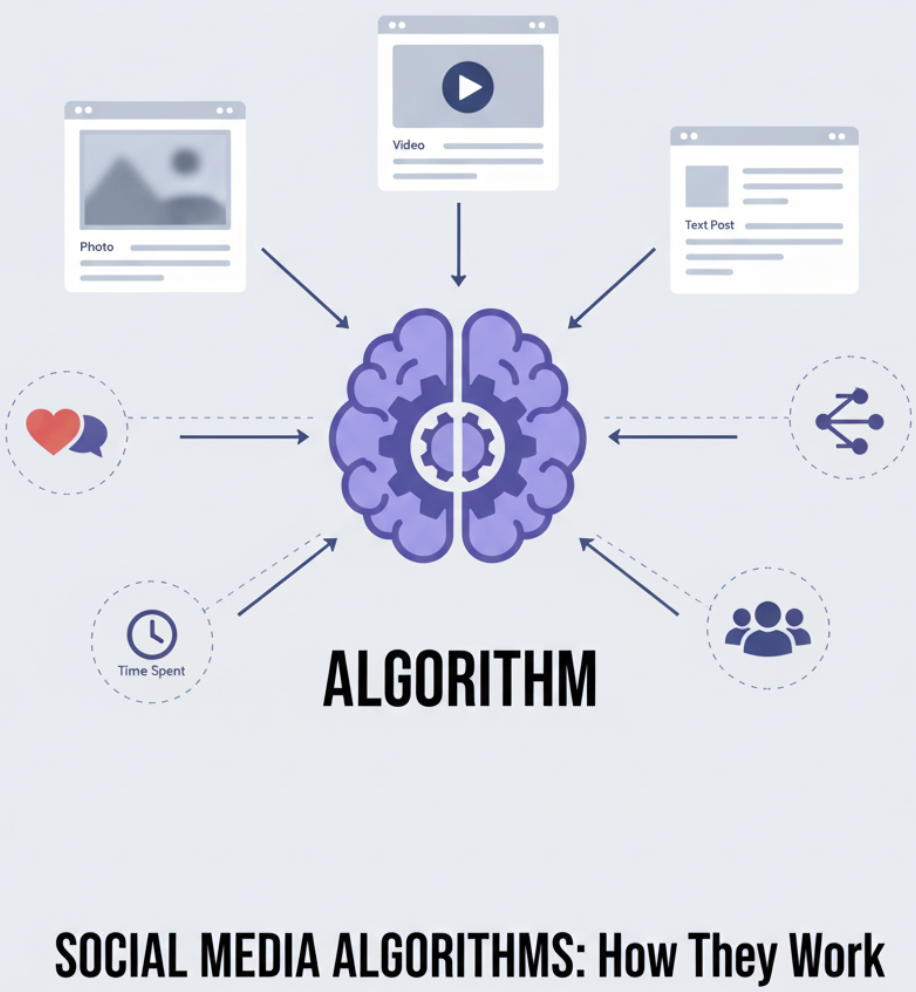 Video
Photo
Text Post
Time Spent
ALGORITHM
SOCIAL MEDIA ALGORITHMS: How They Work